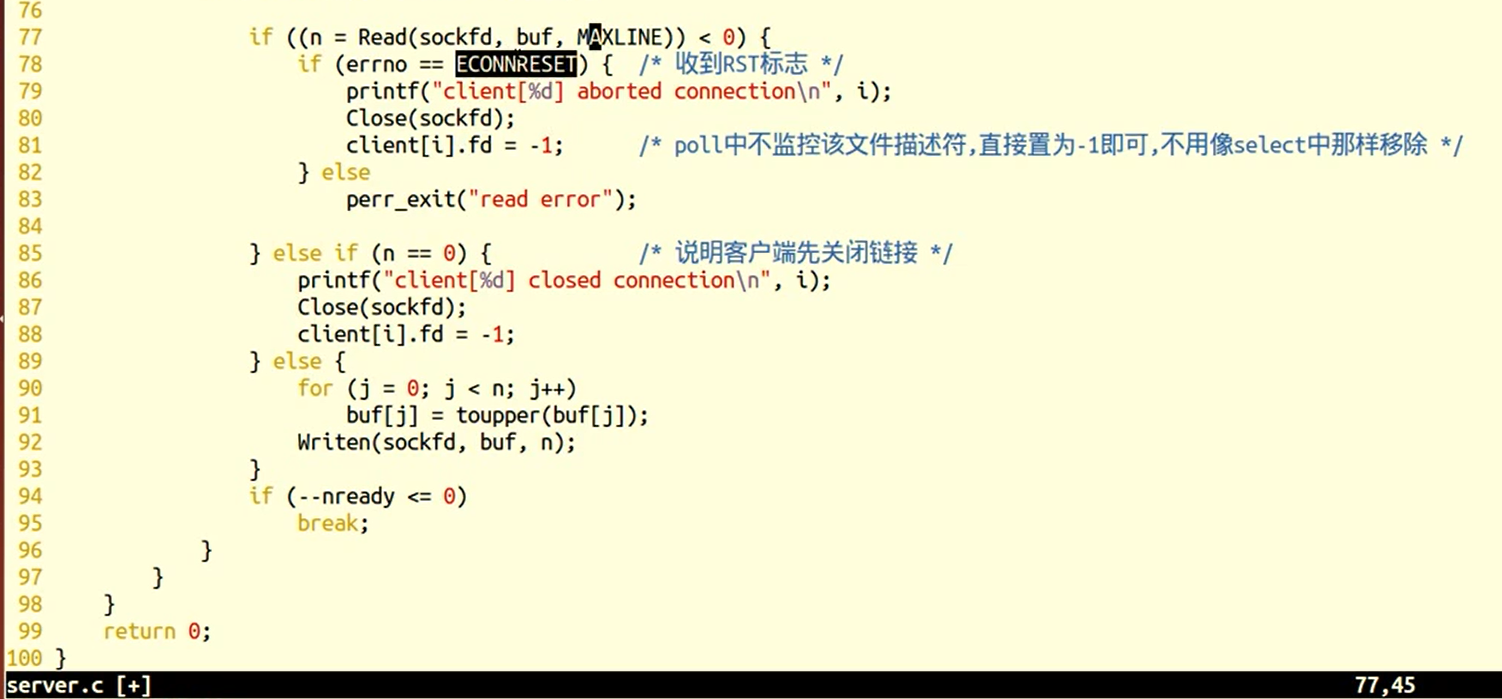 76
77                 if ((n = Read(sockfd, buf, MAXLINE)) < 0) {
78                     if (errno == ECONNRESET) {  /* 收到RST标志 */
79                         printf("client[%d] aborted connection\n", i);
80                         Close(sockfd);
81                         client[i].fd = -1;      /* poll中不监控该文件描述符,直接置为-1即可,不用像select中那样移除 */
82                     } else
83                         perr_exit("read error");
84
85                 } else if (n == 0) {            /* 说明客户端先关闭链接 */
86                     printf("client[%d] closed connection\n", i);
87                     Close(sockfd);
88                     client[i].fd = -1;
89                 } else {
90                     for (j = 0; j < n; j++)
91                         buf[j] = toupper(buf[j]);
92                     Writen(sockfd, buf, n);
93                 }
94                 if (--nready <= 0)
95                     break;
96             }
97         }
98     }
99     return 0;
100 }
server.c [+] 77,45